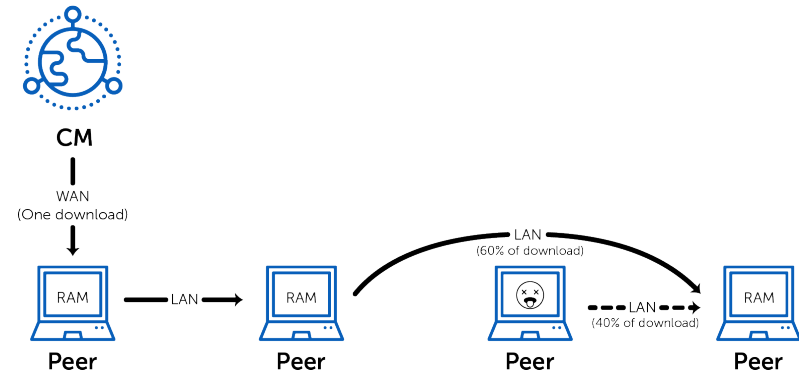 CM
WAN
(One download)
LAN
(60% of download)
RAM
LAN
RAM
LAN
(40% of download)
RAM
Peer
Peer
Peer
Peer